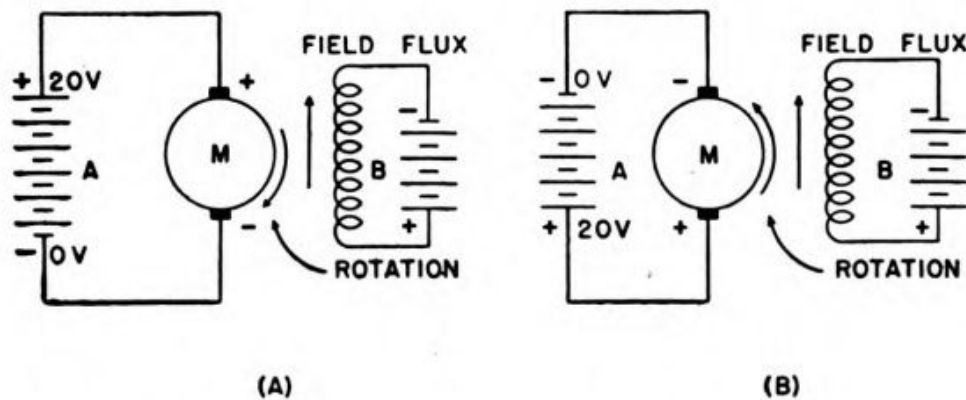 FIELD FLUX
+ 20V
+
M
-
A
B
- 0V
-
+
ROTATION
(A)
FIELD FLUX
- 0V
-
M
-
A
B
+ 20V
+
+
ROTATION
(B)